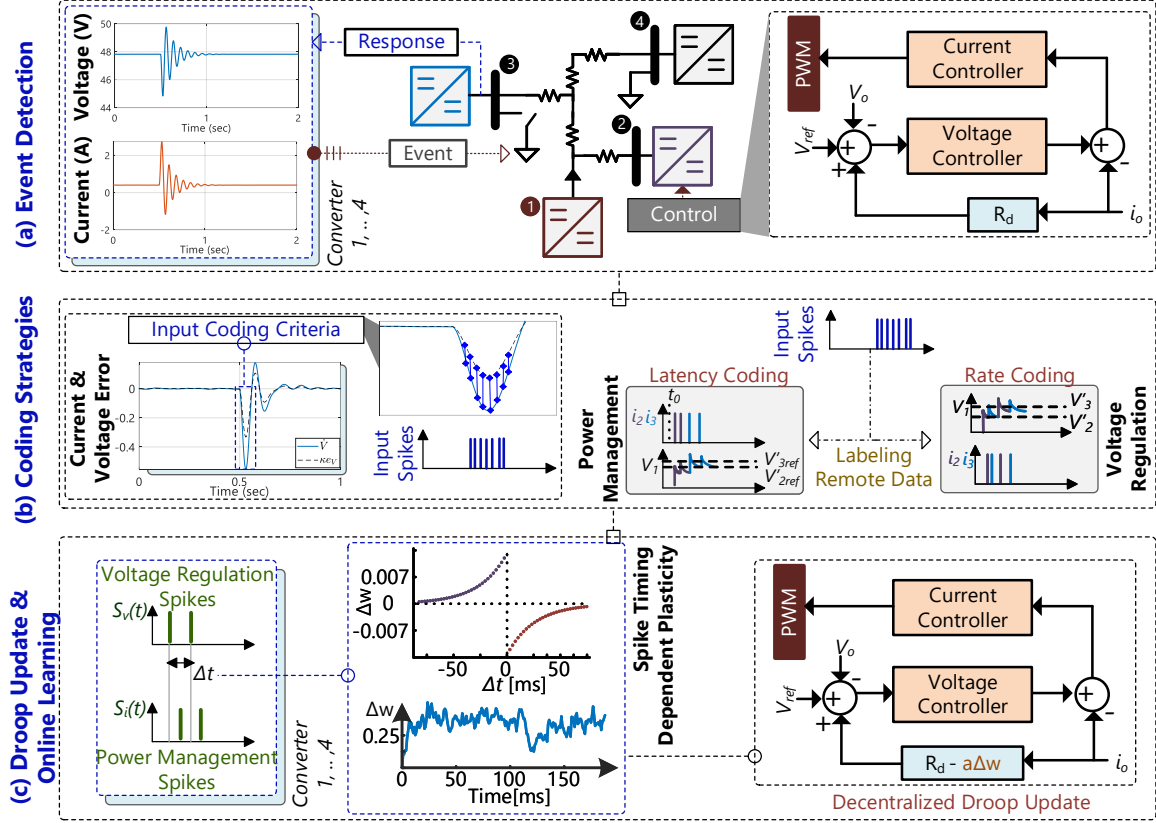 (a) Event Detection
Voltage (V)
50
48
46
44
0
1
2
Time (sec)
Current (A)
2
0
-2
0
1
2
Time (sec)
Response
Event
Converter
1, .. ,4
3
4
2
1
Control
PWM
Current
Controller
Vo
Vref
Voltage
Controller
Rd
io
(b) Coding Strategies
Current &
Voltage Error
Input Coding Criteria
0
-0.2
-0.4
V̇
κeV
0
0.5
1
Time (sec)
Input
Spikes
Power
Management
Latency Coding
t0
i2 i3
V1
V'3ref
V'2ref
Input
Spikes
Labeling
Remote Data
Rate Coding
V1
V'3
V'2
i2 i3
Voltage
Regulation
(c) Droop Update &
Online Learning
Voltage Regulation
Spikes
Sv(t)
Δt
Si(t)
Power Management
Spikes
Converter
1, .. ,4
Δw
0.007
0
-0.007
-50
0
50
Δt [ms]
Δw
0.25
0
50
100
150
Time[ms]
Spike Timing
Dependent Plasticity
PWM
Current
Controller
Vo
Vref
Voltage
Controller
Rd - aΔw
io
Decentralized Droop Update